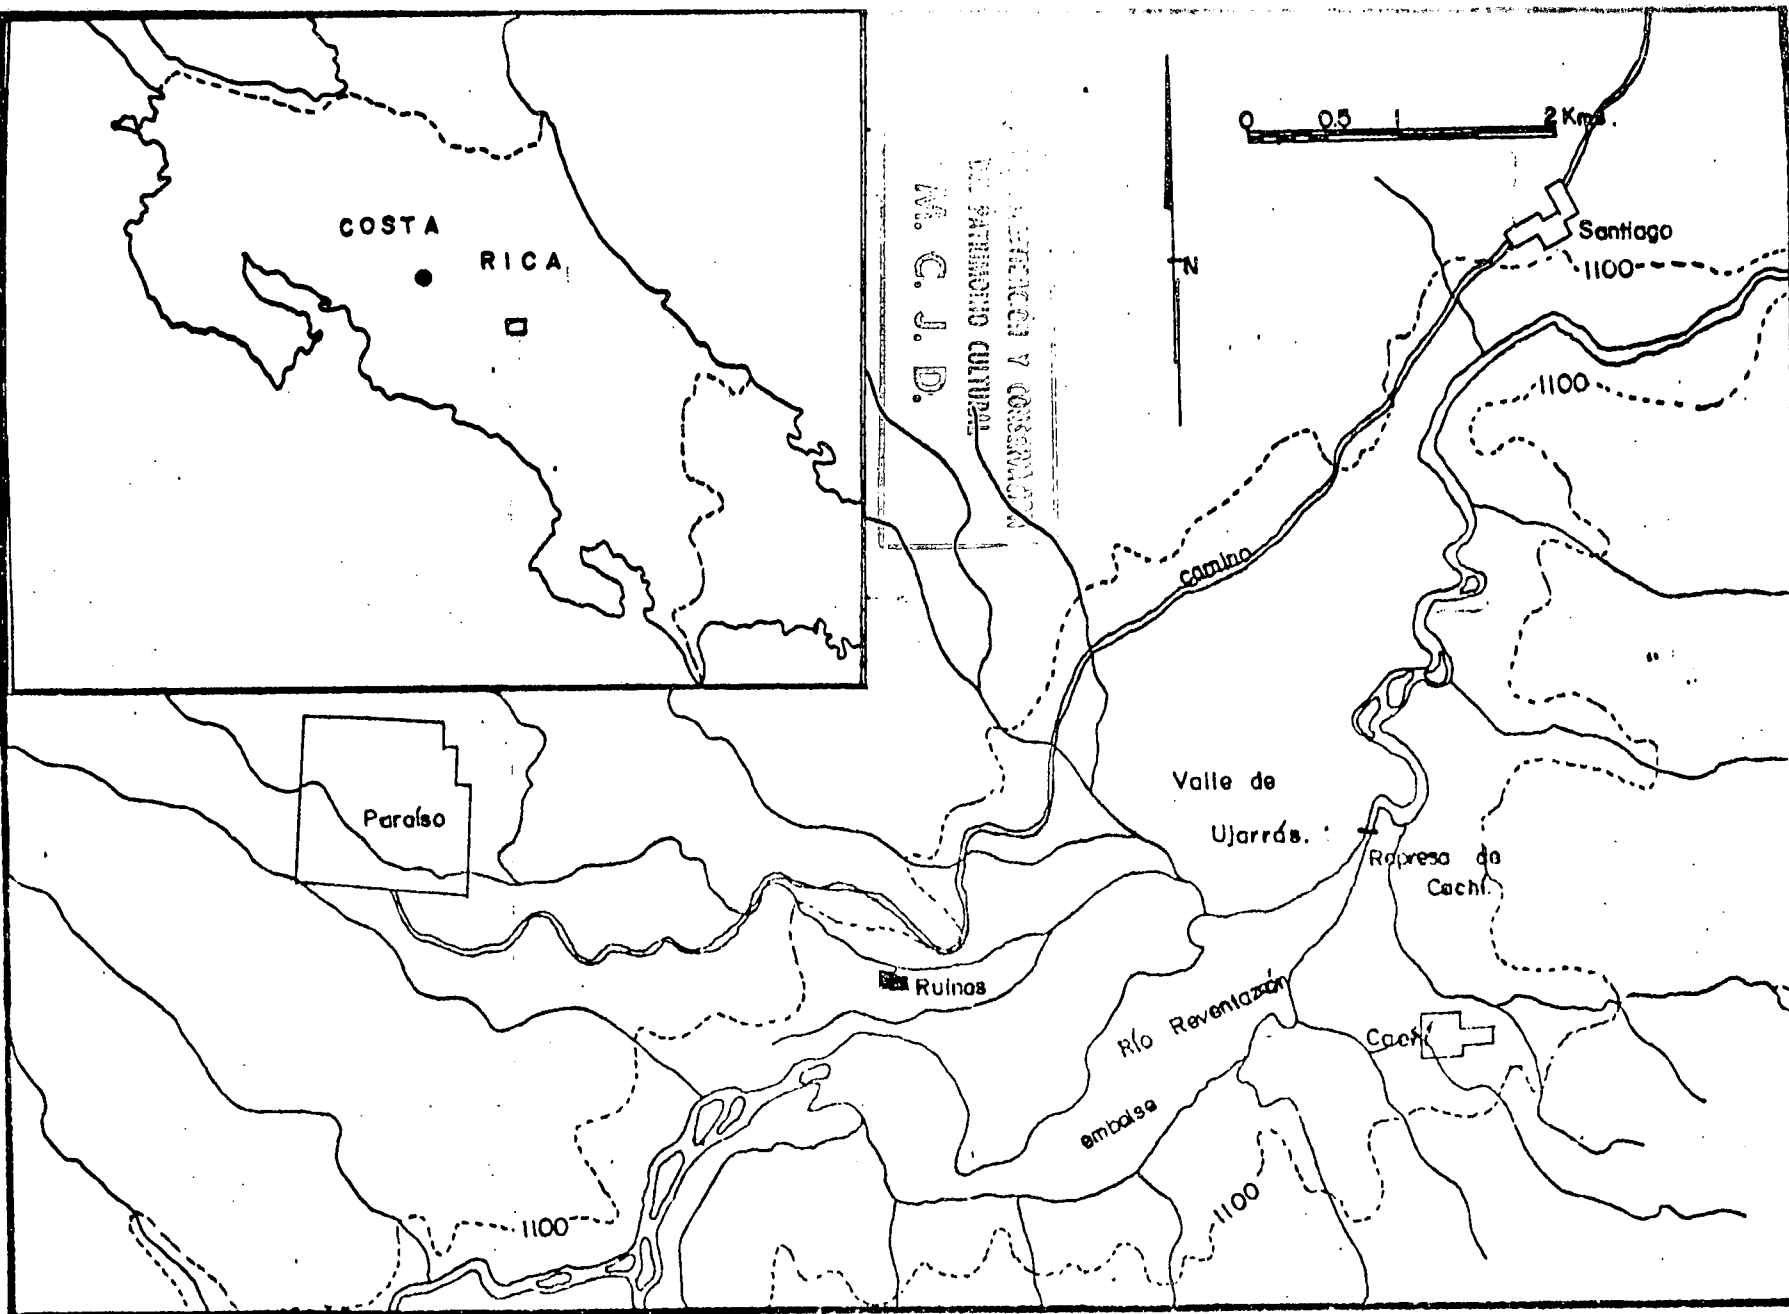 COSTA
RICA
0 0.5 1 2 Kms.
N
M. C. J. D.
PATRIMONIO CULTURAL
Y CONSERVACION
Santiago
1100
1100
camino
Valle de
Ujarrás.
Represa de
Cachí.
Paraíso
Ruinas
Río Reventazón
Cachí
embalse
1100
1100